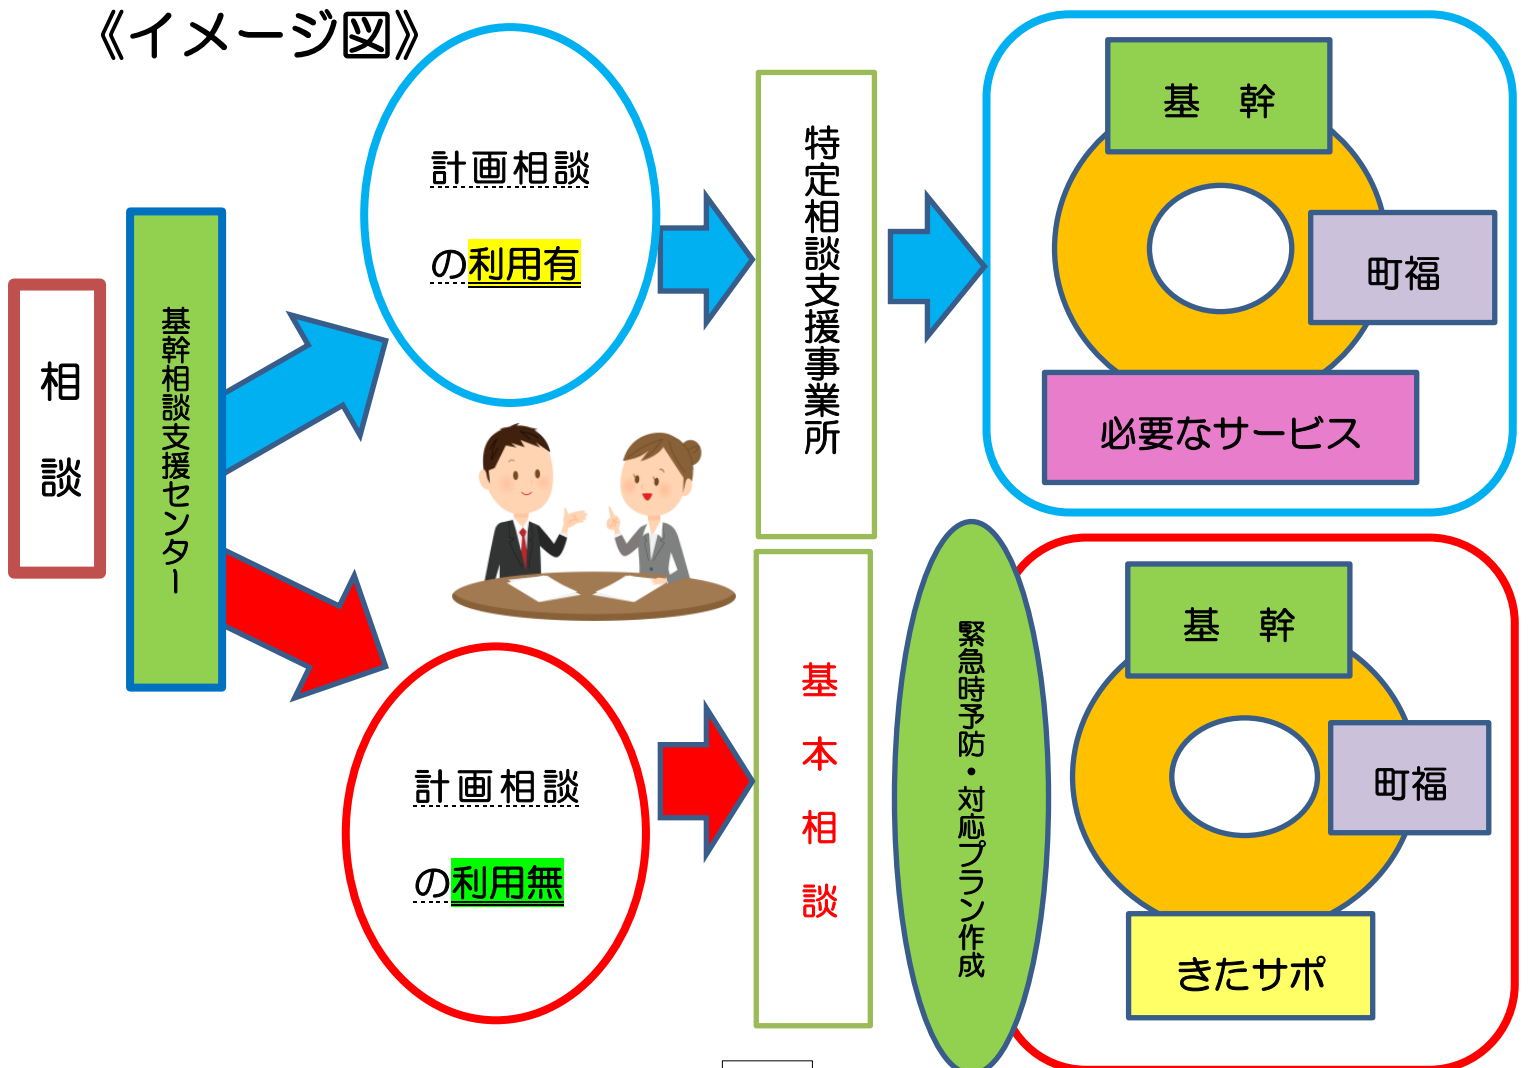 《イメージ図》
相談
基幹相談支援センター
計画相談
の利用有
特定相談支援事業所
基　幹
町福
必要なサービス
計画相談
の利用無
基本相談
緊急時予防・対応プラン作成
基　幹
町福
きたサポ